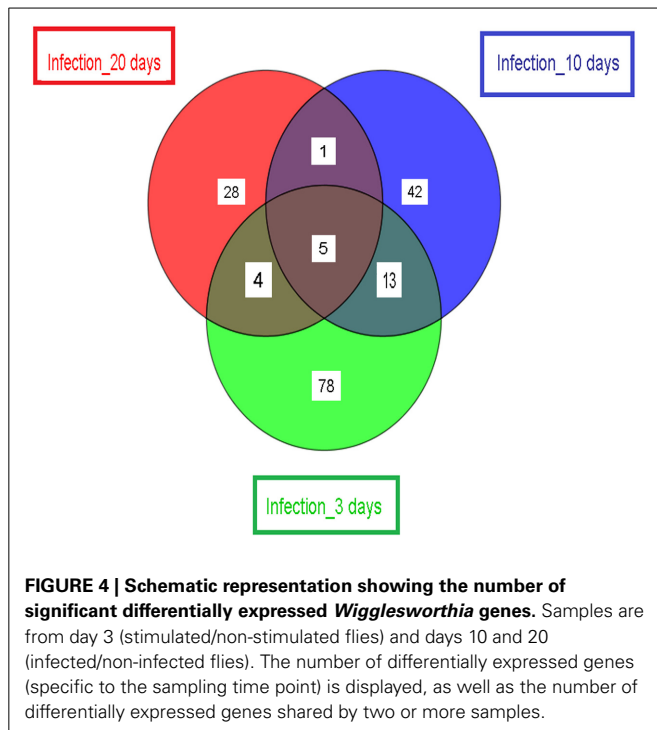 Infection_20 days
Infection_10 days
1
28
42
5
4
13
78
Infection_3 days
FIGURE 4 | Schematic representation showing the number of
significant differentially expressed Wigglesworthia genes. Samples are
from day 3 (stimulated/non-stimulated flies) and days 10 and 20
(infected/non-infected flies). The number of differentially expressed genes
(specific to the sampling time point) is displayed, as well as the number of
differentially expressed genes shared by two or more samples.